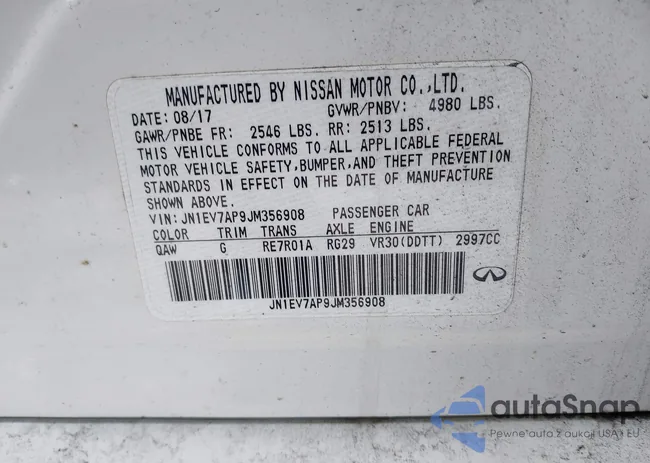 MANUFACTURED BY NISSAN MOTOR CO.,LTD.
DATE: 08/17 GVWR/PNBV: 4980 LBS.
GAWR/PNBE FR: 2546 LBS. RR: 2513 LBS.
THIS VEHICLE CONFORMS TO ALL APPLICABLE FEDERAL
MOTOR VEHICLE SAFETY,BUMPER,AND THEFT PREVENTION
STANDARDS IN EFFECT ON THE DATE OF MANUFACTURE
SHOWN ABOVE.
VIN: JN1EV7AP9JM356908 PASSENGER CAR
COLOR TRIM TRANS AXLE ENGINE
QAW G RE7R01A RG29 VR30(DDTT) 2997CC
JN1EV7AP9JM356908
autoSnap
Pewne auto z aukcji USA i EU